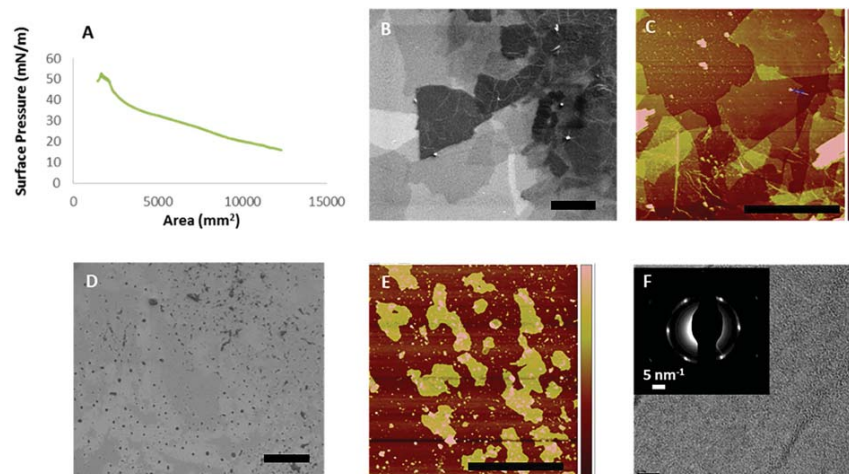 A
Surface Pressure (mN/m)
60
50
40
30
20
10
0
0
5000
10000
15000
Area (mm²)
B
C
D
E
F
5 nm⁻¹